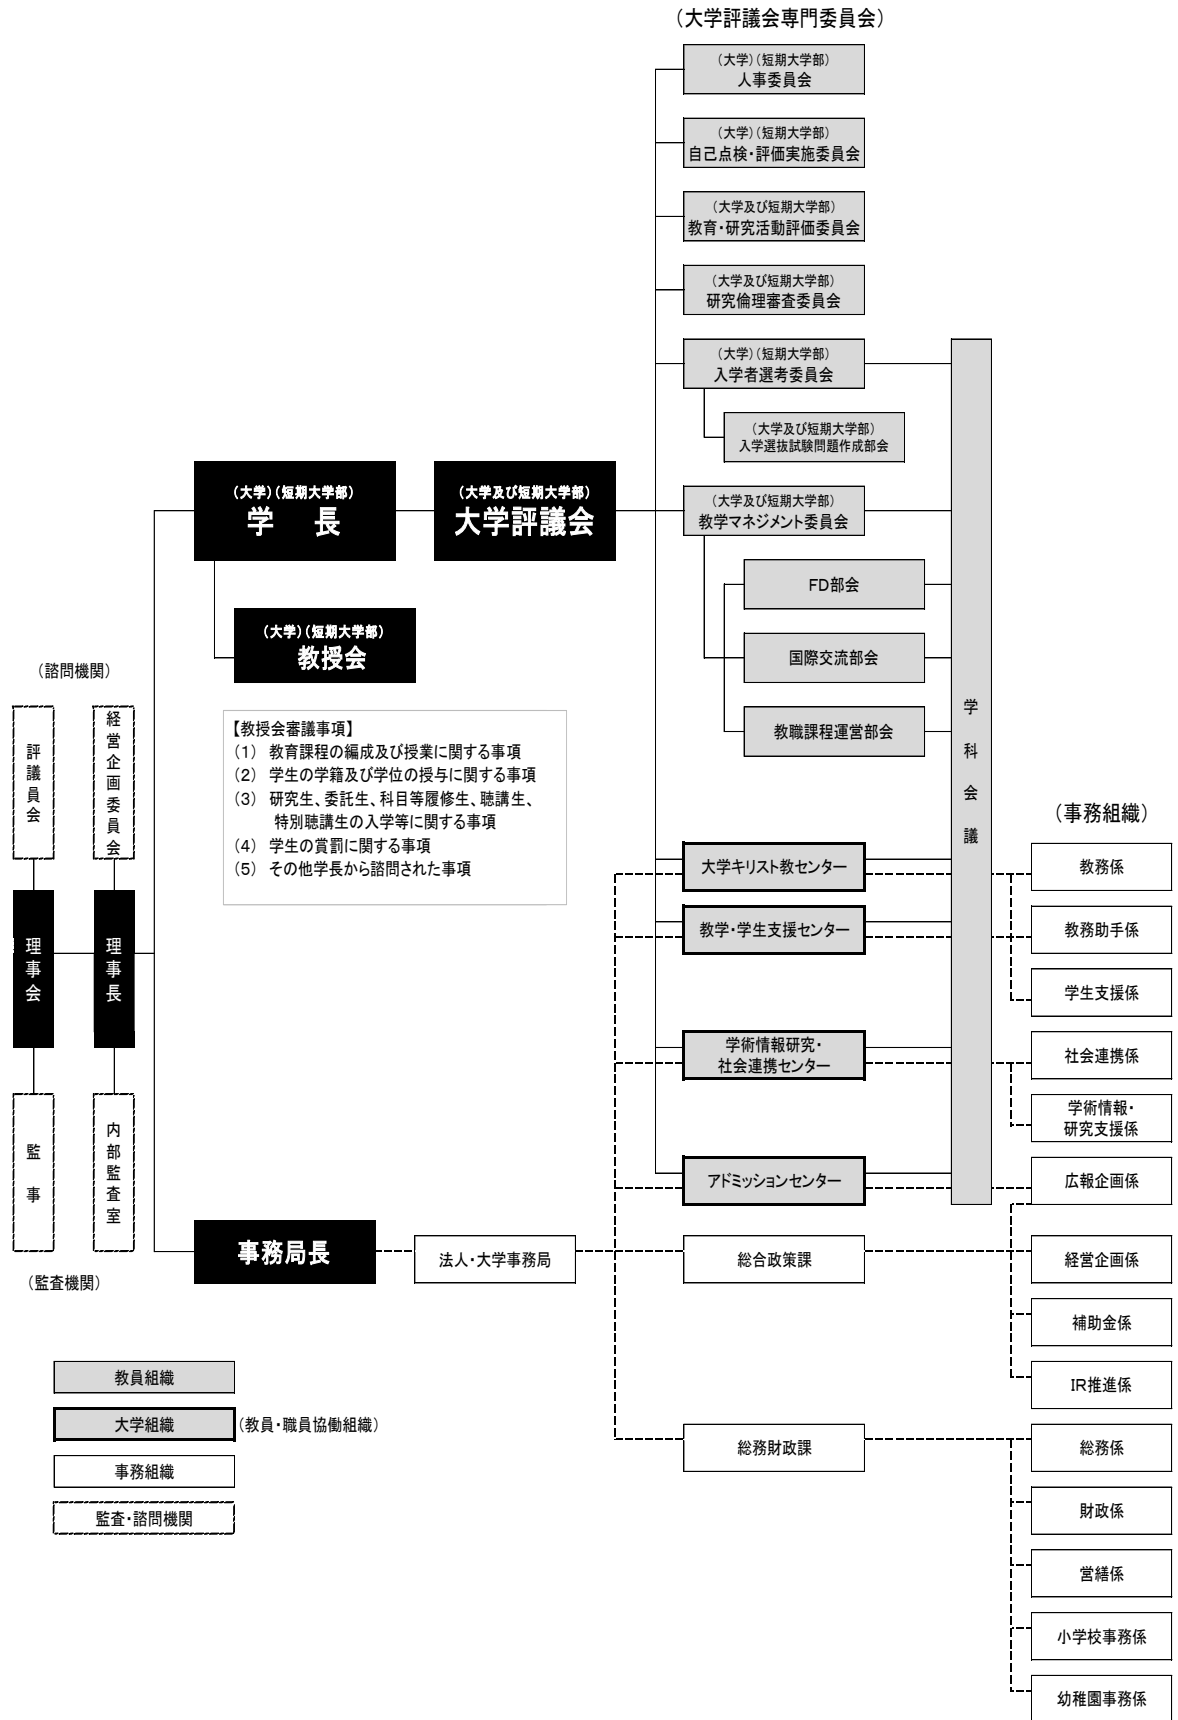 （大学評議会専門委員会）
（大学）（短期大学部）
人事委員会
（大学）（短期大学部）
自己点検・評価実施委員会
（大学及び短期大学部）
教育・研究活動評価委員会
（大学及び短期大学部）
研究倫理審査委員会
（大学）（短期大学部）
入学者選考委員会
（大学及び短期大学部）
入学選抜試験問題作成部会
（大学）（短期大学部）
学　長
（大学及び短期大学部）
大学評議会
（大学及び短期大学部）
教学マネジメント委員会
FD部会
（大学）（短期大学部）
教授会
国際交流部会
教職課程運営部会
学科会議
（諮問機関）
評議員会
経営企画委員会
【教授会審議事項】
（1）　教育課程の編成及び授業に関する事項
（2）　学生の学籍及び学位の授与に関する事項
（3）　研究生、委託生、科目等履修生、聴講生、
特別聴講生の入学等に関する事項
（4）　学生の賞罰に関する事項
（5）　その他学長から諮問された事項
（事務組織）
大学キリスト教センター
教務係
理事会
理事長
教学・学生支援センター
教務助手係
学生支援係
学術情報研究・
社会連携センター
社会連携係
学術情報・
研究支援係
監　事
内部監査室
アドミッションセンター
広報企画係
（監査機関）
事務局長
法人・大学事務局
総合政策課
経営企画係
補助金係
IR推進係
教員組織
大学組織
（教員・職員協働組織）
事務組織
監査・諮問機関
総務財政課
総務係
財政係
営繕係
小学校事務係
幼稚園事務係